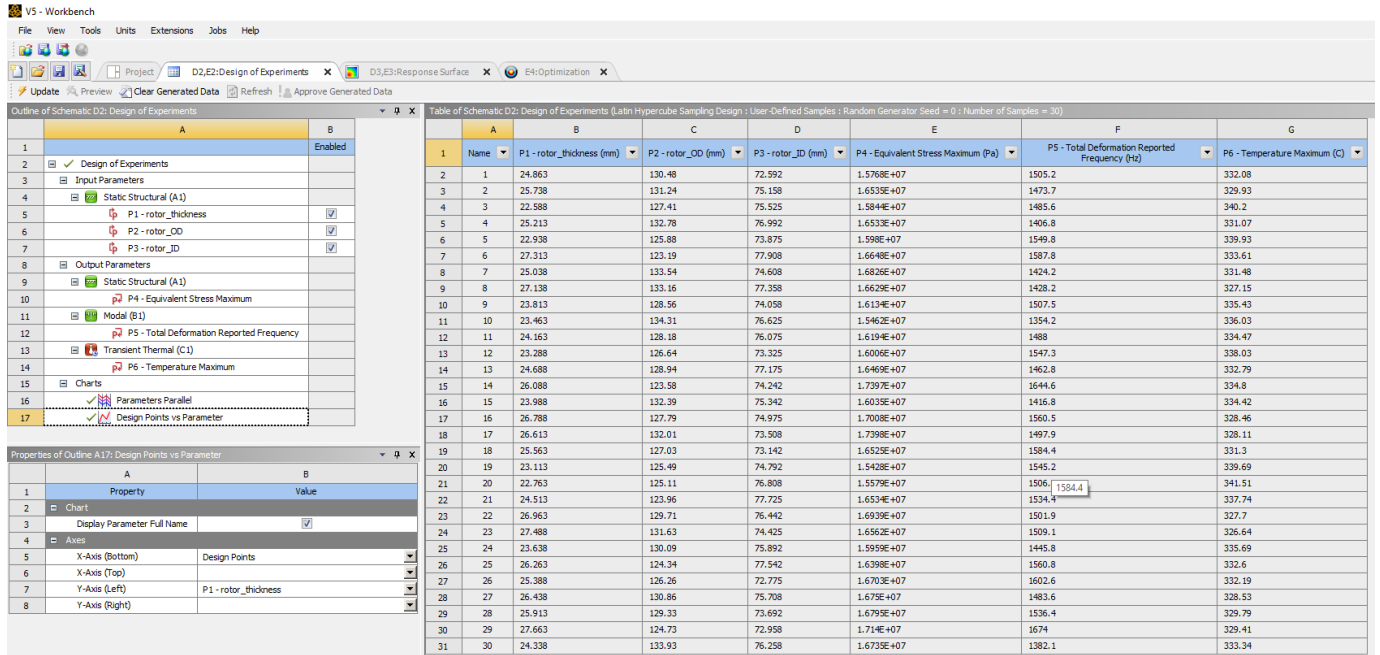 V5 - Workbench
File View Tools Units Extensions Jobs Help
Project D2,E2:Design of Experiments x D3,E3:Response Surface x E4:Optimization x
Update Preview Clear Generated Data Refresh Approve Generated Data
Outline of Schematic D2: Design of Experiments
A B
1 Enabled
2 Design of Experiments
3 Input Parameters
4 Static Structural (A1)
5 P1 - rotor_thickness
6 P2 - rotor_OD
7 P3 - rotor_ID
8 Output Parameters
9 Static Structural (A1)
10 P4 - Equivalent Stress Maximum
11 Modal (B1)
12 P5 - Total Deformation Reported Frequency
13 Transient Thermal (C1)
14 P6 - Temperature Maximum
15 Charts
16 Parameters Parallel
17 Design Points vs Parameter
Properties of Outline A17: Design Points vs Parameter
A B
1 Property Value
2 Chart
3 Display Parameter Full Name
4 Axes
5 X-Axis (Bottom) Design Points
6 X-Axis (Top)
7 Y-Axis (Left) P1 - rotor_thickness
8 Y-Axis (Right)
Table of Schematic D2: Design of Experiments (Latin Hypercube Sampling Design : User-Defined Samples : Random Generator Seed = 0 : Number of Samples = 30)
A B C D E F G
1 Name P1 - rotor_thickness (mm) P2 - rotor_OD (mm) P3 - rotor_ID (mm) P4 - Equivalent Stress Maximum (Pa) P5 - Total Deformation Reported Frequency (Hz) P6 - Temperature Maximum (C)
2 1 24.863 130.48 72.592 1.5768E+07 1505.2 332.08
3 2 25.738 131.24 75.158 1.6535E+07 1473.7 329.93
4 3 22.588 127.41 75.525 1.5844E+07 1485.6 340.2
5 4 25.213 132.78 76.992 1.6533E+07 1406.8 331.07
6 5 22.938 125.88 73.875 1.598E+07 1549.8 339.93
7 6 27.313 123.19 77.908 1.6648E+07 1587.8 333.61
8 7 25.038 133.54 74.608 1.6826E+07 1424.2 331.48
9 8 27.138 133.16 77.358 1.6629E+07 1428.2 327.15
10 9 23.813 128.56 74.058 1.6134E+07 1507.5 335.43
11 10 23.463 134.31 76.625 1.5462E+07 1354.2 336.03
12 11 24.163 128.18 76.075 1.6194E+07 1488 334.47
13 12 23.288 126.64 73.325 1.6006E+07 1547.3 338.03
14 13 24.688 128.94 77.175 1.6469E+07 1462.8 332.79
15 14 26.088 123.58 74.242 1.7397E+07 1644.6 334.8
16 15 23.988 132.39 75.342 1.6035E+07 1416.8 334.42
17 16 26.788 127.79 74.975 1.7008E+07 1560.5 328.46
18 17 26.613 132.01 73.508 1.7398E+07 1497.9 328.11
19 18 25.563 127.03 73.142 1.6525E+07 1584.4 331.3
20 19 23.113 125.49 74.792 1.5428E+07 1545.2 339.69
21 20 22.763 125.11 76.808 1.5579E+07 1506. 341.51
1584.4
22 21 24.513 123.96 77.725 1.6534E+07 1534.4 337.74
23 22 26.963 129.71 76.442 1.6939E+07 1501.9 327.7
24 23 27.488 131.63 74.425 1.6562E+07 1509.1 326.64
25 24 23.638 130.09 75.892 1.5959E+07 1445.8 335.69
26 25 26.263 124.34 77.542 1.6398E+07 1560.8 332.6
27 26 25.388 126.26 72.775 1.6703E+07 1602.6 332.19
28 27 26.438 130.86 75.708 1.675E+07 1483.6 328.53
29 28 25.913 129.33 73.692 1.6795E+07 1536.4 329.79
30 29 27.663 124.73 72.958 1.714E+07 1674 329.41
31 30 24.338 133.93 76.258 1.6735E+07 1382.1 333.34